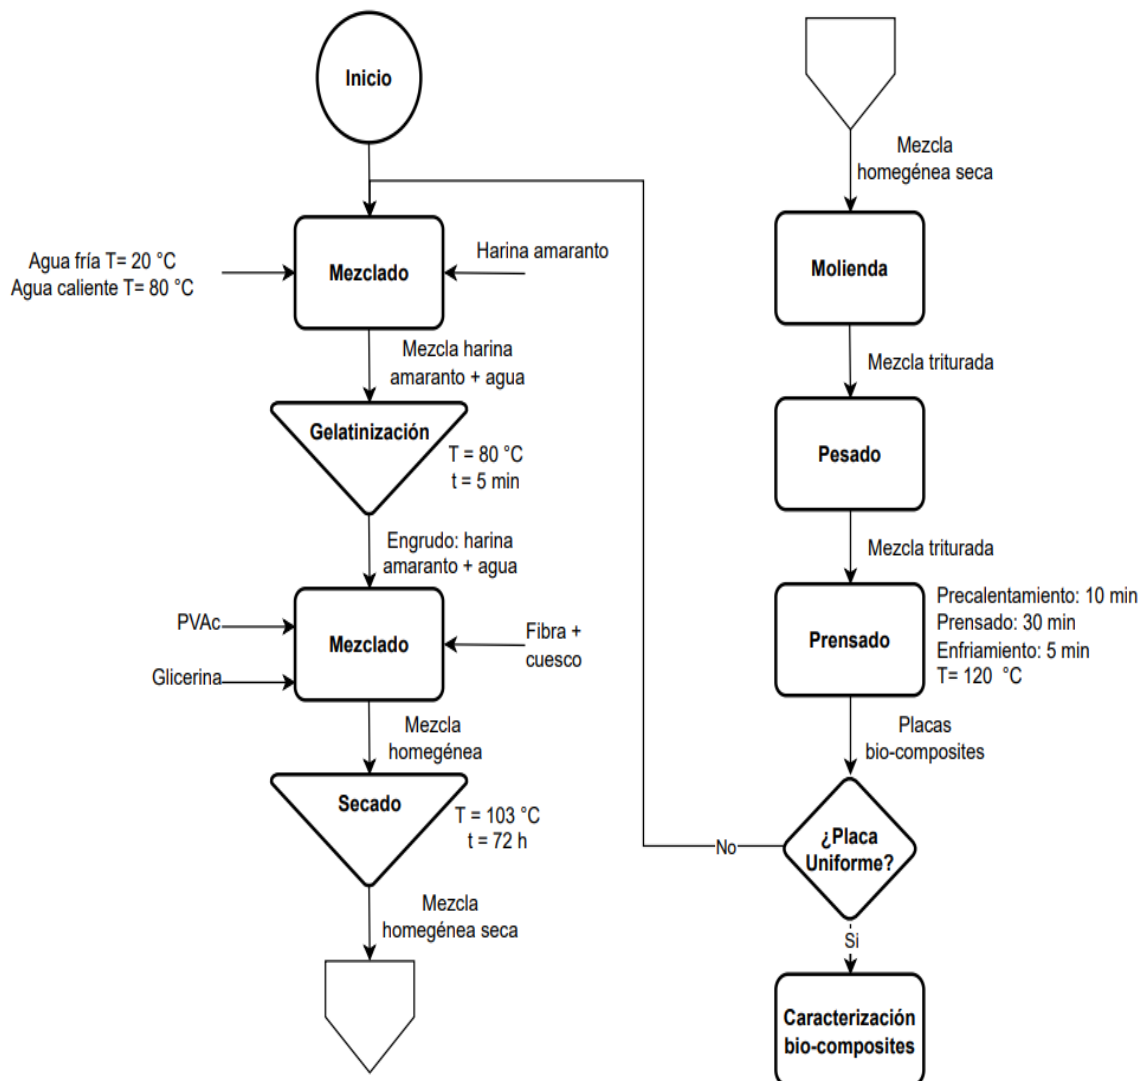 Inicio
Agua fría T= 20 °C
Agua caliente T= 80 °C
Mezclado
Harina amaranto
Mezcla harina
amaranto + agua
Gelatinización
T = 80 °C
t = 5 min
Engrudo: harina
amaranto + agua
PVAc
Glicerina
Mezclado
Fibra +
cuesco
Mezcla
homegénea
Secado
T = 103 °C
t = 72 h
Mezcla
homegénea seca
Mezcla
homegénea seca
Molienda
Mezcla triturada
Pesado
Mezcla triturada
Prensado
Precalentamiento: 10 min
Prensado: 30 min
Enfriamiento: 5 min
T= 120 °C
Placas
bio-composites
¿Placa
Uniforme?
No
Si
Caracterización
bio-composites